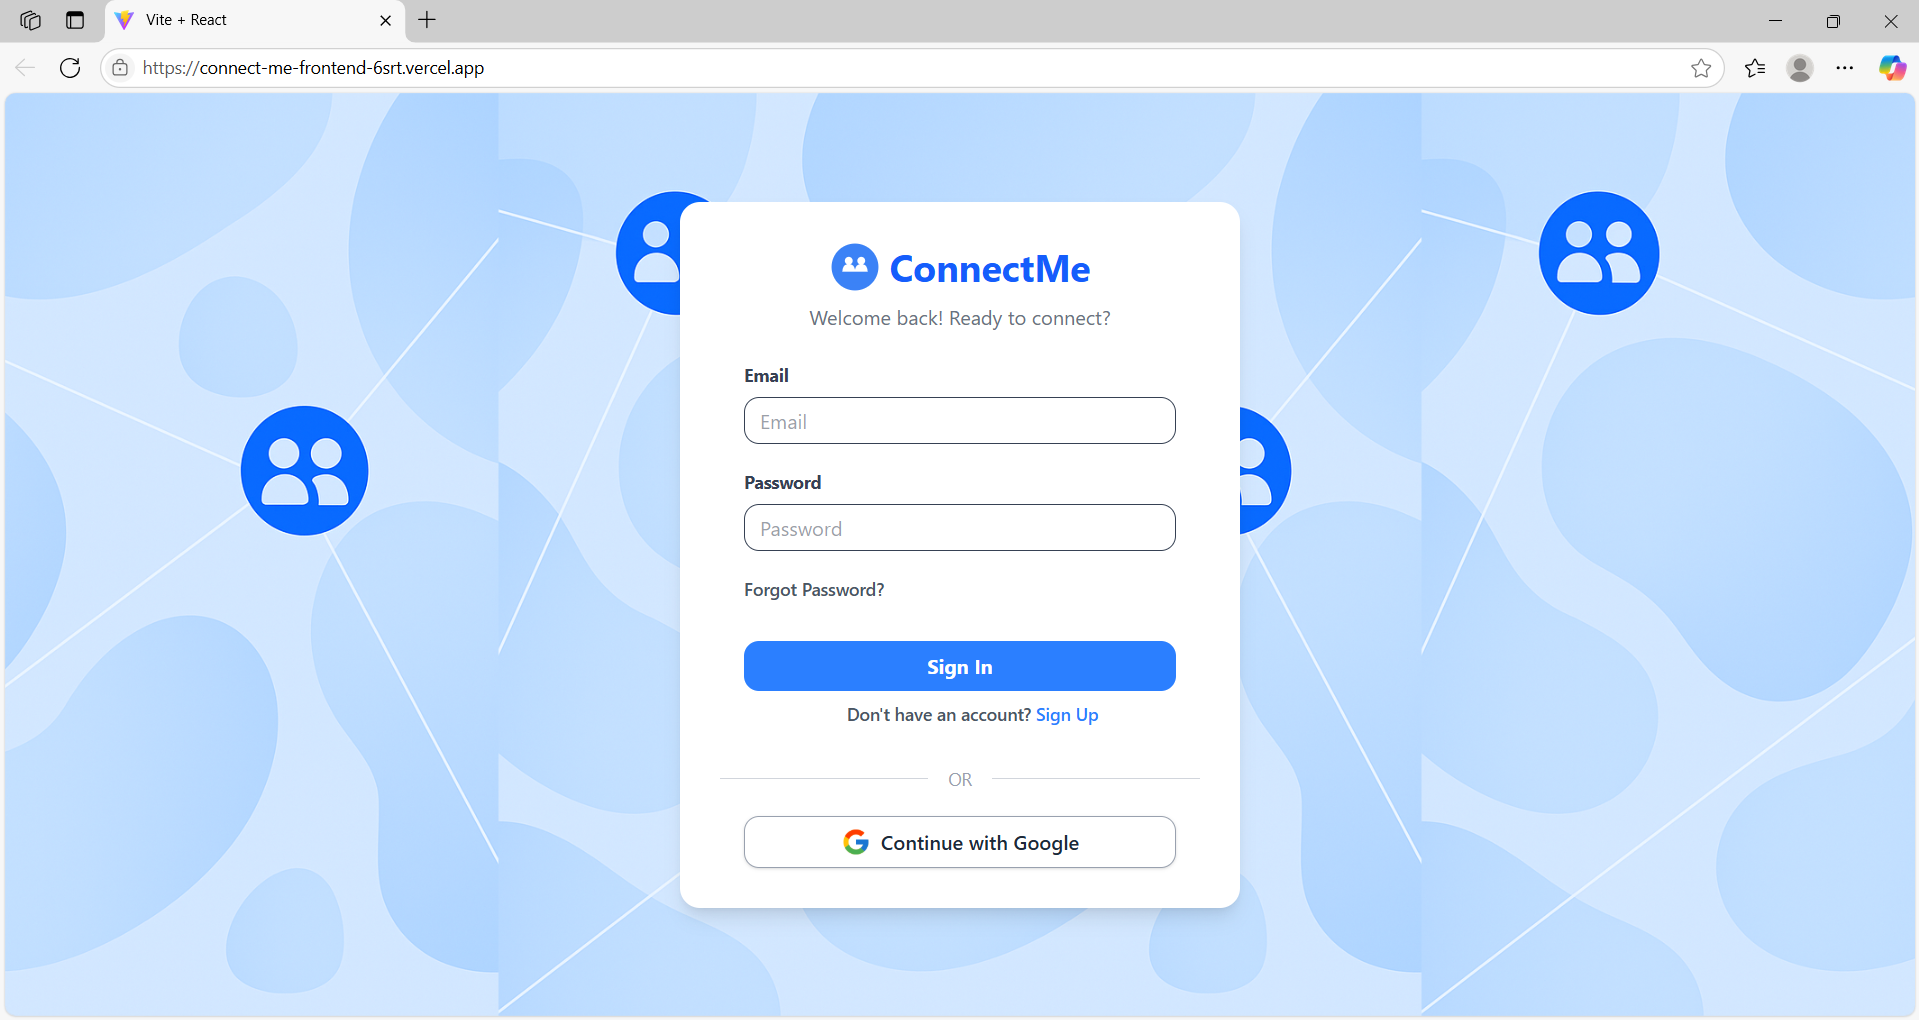 Vite + React
https://connect-me-frontend-6srt.vercel.app
ConnectMe
Welcome back! Ready to connect?
Email
Email
Password
Password
Forgot Password?
Sign In
Don't have an account? Sign Up
OR
Continue with Google